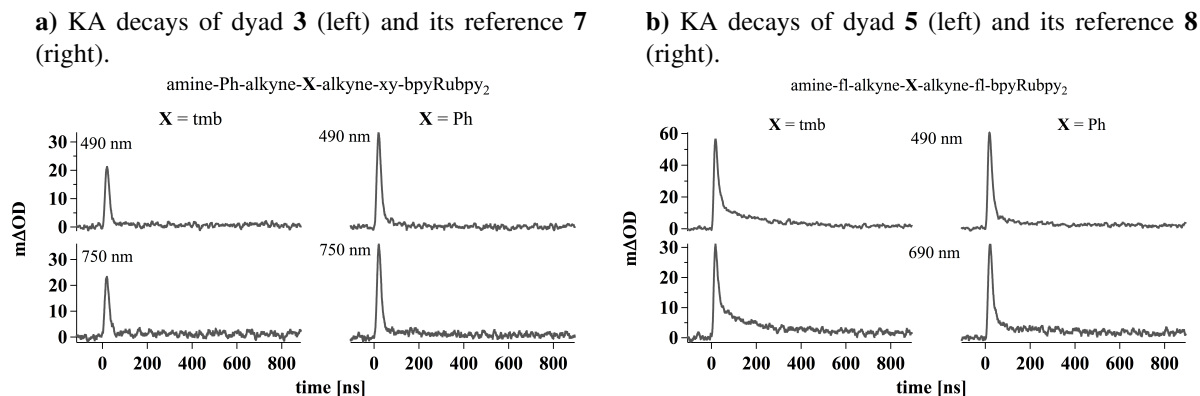 a) KA decays of dyad 3 (left) and its reference 7
(right).
amine-Ph-alkyne-X-alkyne-xy-bpyRubpy₂
X = tmb
X = Ph
490 nm
490 nm
30
20
10
0
750 nm
750 nm
30
20
10
0
mΔOD
0 200 400 600 800
0 200 400 600 800
time [ns]
b) KA decays of dyad 5 (left) and its reference 8
(right).
amine-fl-alkyne-X-alkyne-fl-bpyRubpy₂
X = tmb
X = Ph
490 nm
60
40
20
0
690 nm
30
20
10
0
mΔOD
0 200 400 600 800
0 200 400 600 800
time [ns]